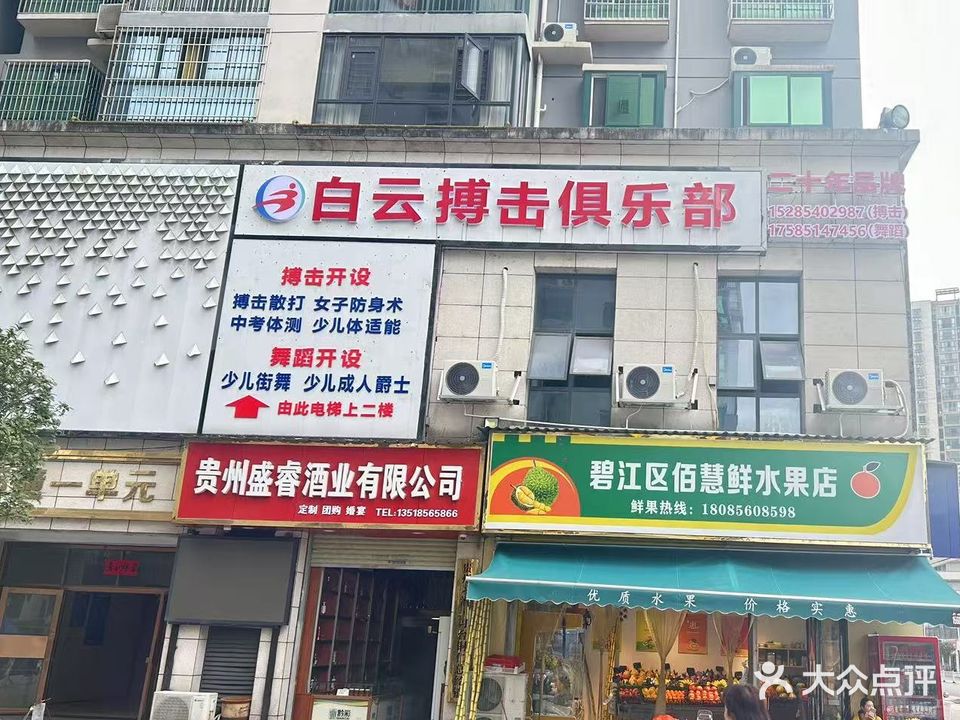 白云搏击俱乐部
二十年品牌
15285402987(搏击)
17585147456(舞蹈)
搏击开设
搏击散打 女子防身术
中考体测 少儿体适能
舞蹈开设
少儿街舞 少儿成人爵士
由此电梯上二楼
一单元
贵州盛睿酒业有限公司
定制 团购 婚宴 TEL:13518565866
碧江区佰慧鲜水果店
鲜果热线：18085608598
优质水果 价格实惠
大众点评